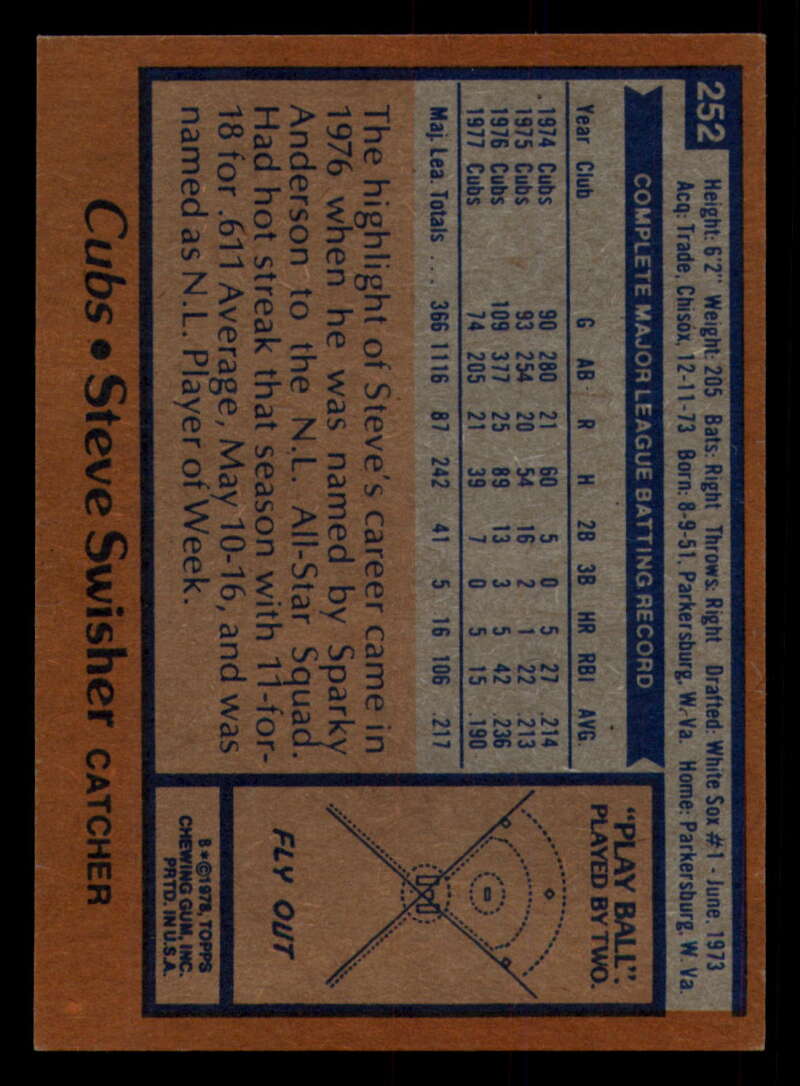 252
Height: 6'2" Weight: 205 Bats: Right Throws: Right Drafted: White Sox #1 - June, 1973
Acq: Trade, Chisox, 12-11-73 Born: 8-9-51, Parkersburg, W. Va. Home: Parkersburg, W. Va.
COMPLETE MAJOR LEAGUE BATTING RECORD
Year Club G AB R H 2B 3B HR RBI AVG.
1974 Cubs 90 280 21 60 5 0 5 27 .214
1975 Cubs 93 254 20 54 16 2 1 22 .213
1976 Cubs 109 377 25 89 13 3 5 42 .236
1977 Cubs 74 205 21 39 7 0 5 15 .190
Maj. Lea. Totals ... 366 1116 87 242 41 5 16 106 .217
The highlight of Steve's career came in
1976 when he was named by Sparky
Anderson to the N.L. All-Star Squad.
Had hot streak that season with 11-for-
18 for .611 Average, May 10-16, and was
named as N.L. Player of Week.
"PLAY BALL":
PLAYED BY TWO.
FLY OUT
B*©1978, TOPPS
CHEWING GUM, INC.
PRTD. IN U.S.A.
Cubs • Steve Swisher CATCHER